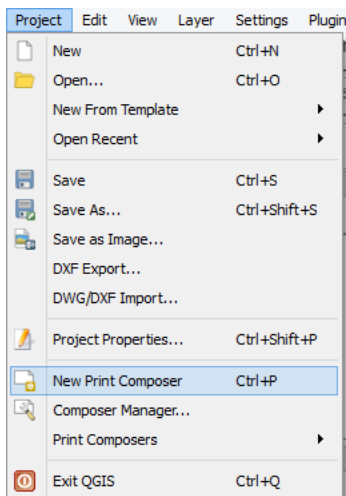 Project Edit View Layer Settings Plugin
New Ctrl+N
Open... Ctrl+O
New From Template
Open Recent
Save Ctrl+S
Save As... Ctrl+Shift+S
Save as Image...
DXF Export...
DWG/DXF Import...
Project Properties... Ctrl+Shift+P
New Print Composer Ctrl+P
Composer Manager...
Print Composers
Exit QGIS Ctrl+Q